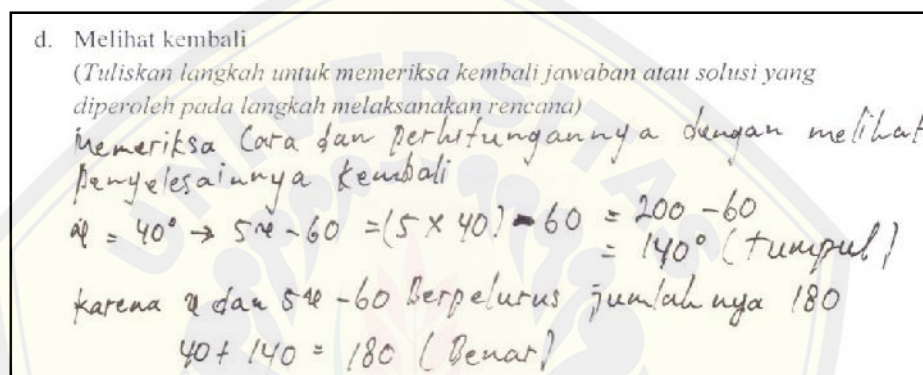 d. Melihat kembali
(Tuliskan langkah untuk memeriksa kembali jawaban atau solusi yang
diperoleh pada langkah melaksanakan rencana)
Memeriksa Cara dan Perhitungannya dengan melihat
Penyelesaiannya kembali
x = 40° → 5x - 60 = (5 × 40) - 60 = 200 - 60
= 140° (tumpul)
karena x dan 5x - 60 Berpelurus jumlahnya 180
40 + 140 = 180 (Benar)
UNIVERSITAS